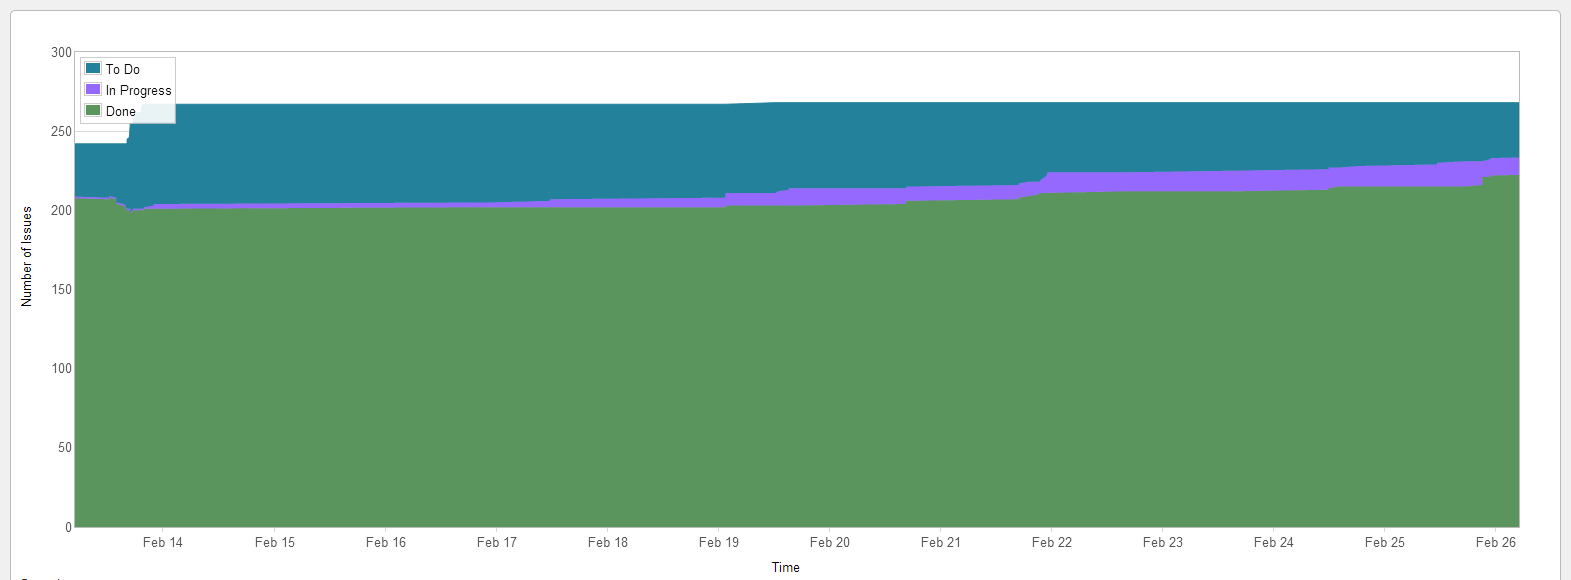 300
To Do
In Progress
Done
250
200
150
100
50
0
Number of Issues
Feb 14 Feb 15 Feb 16 Feb 17 Feb 18 Feb 19 Feb 20 Feb 21 Feb 22 Feb 23 Feb 24 Feb 25 Feb 26
Time